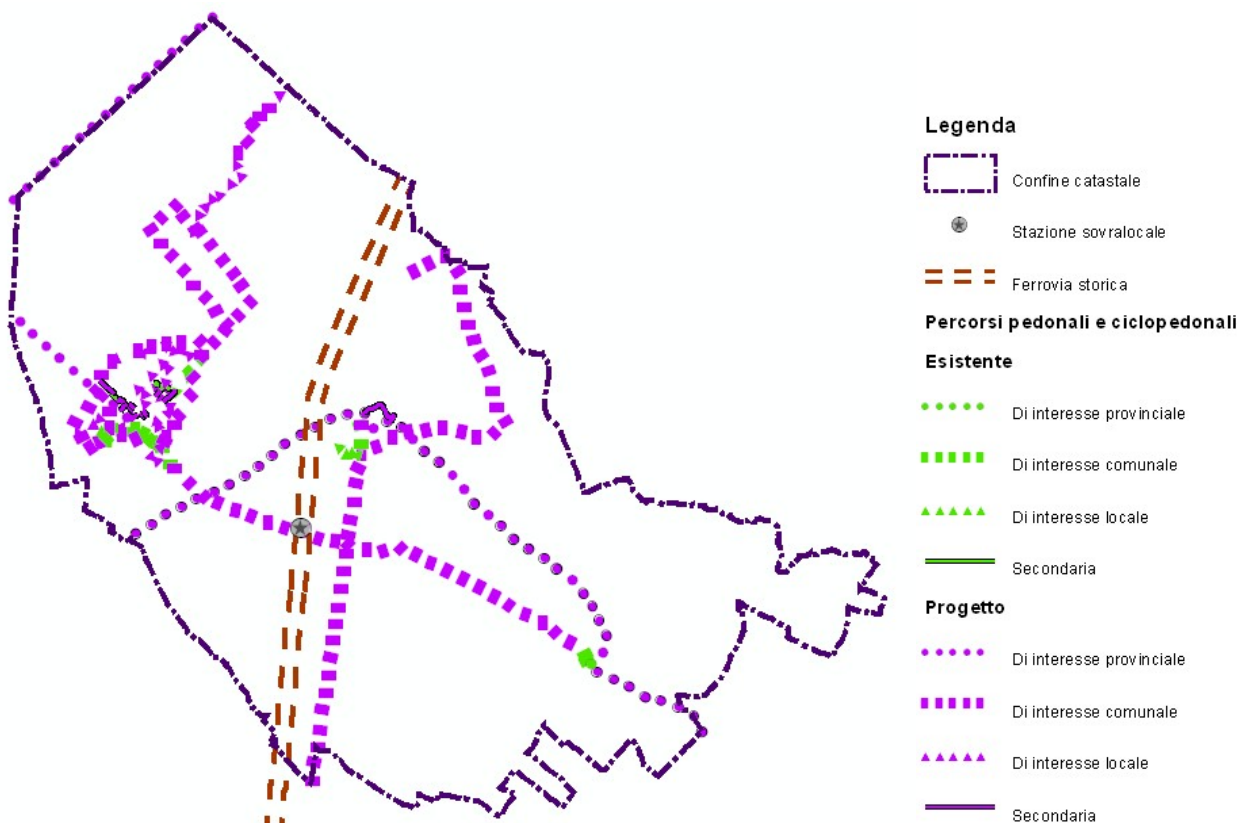 Legenda
Confine catastale
Stazione sovralocale
Ferrovia storica
Percorsi pedonali e ciclopedonali
Esistente
Di interesse provinciale
Di interesse comunale
Di interesse locale
Secondaria
Progetto
Di interesse provinciale
Di interesse comunale
Di interesse locale
Secondaria